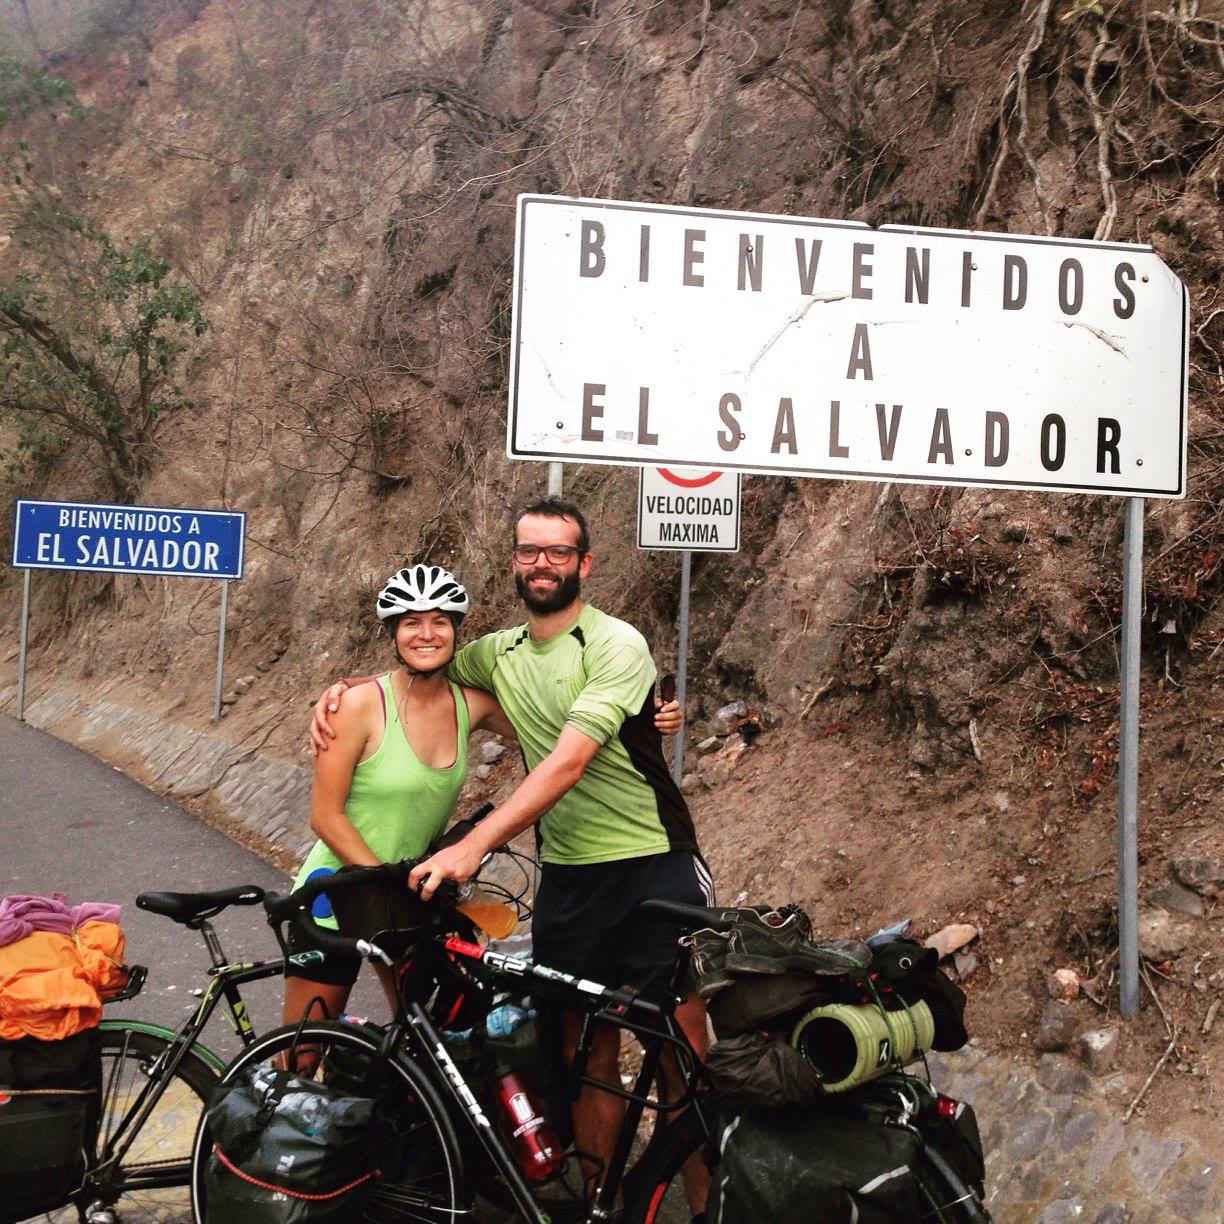 BIENVENIDOS
A
EL SALVADOR
BIENVENIDOS A
EL SALVADOR
VELOCIDAD
MAXIMA
TREK